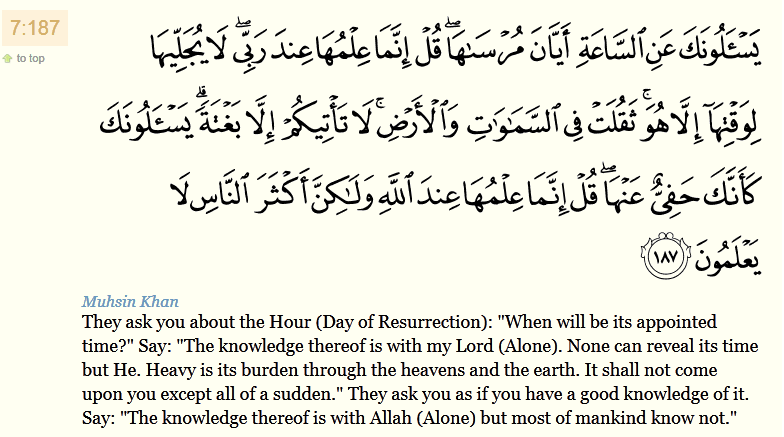 7:187
to top
يَسْـَٔلُونَكَ عَنِ ٱلسَّاعَةِ أَيَّانَ مُرْسَىٰهَا ۖ قُلْ إِنَّمَا عِلْمُهَا عِندَ رَبِّى ۖ لَا يُجَلِّيهَا
لِوَقْتِهَآ إِلَّا هُوَ ۚ ثَقُلَتْ فِى ٱلسَّمَـٰوَٰتِ وَٱلْأَرْضِ ۚ لَا تَأْتِيكُمْ إِلَّا بَغْتَةً ۗ يَسْـَٔلُونَكَ
كَأَنَّكَ حَفِىٌّ عَنْهَا ۖ قُلْ إِنَّمَا عِلْمُهَا عِندَ ٱللَّهِ وَلَـٰكِنَّ أَكْثَرَ ٱلنَّاسِ لَا
يَعْلَمُونَ ١٨٧
Muhsin Khan
They ask you about the Hour (Day of Resurrection): "When will be its appointed
time?" Say: "The knowledge thereof is with my Lord (Alone). None can reveal its time
but He. Heavy is its burden through the heavens and the earth. It shall not come
upon you except all of a sudden." They ask you as if you have a good knowledge of it.
Say: "The knowledge thereof is with Allah (Alone) but most of mankind know not."